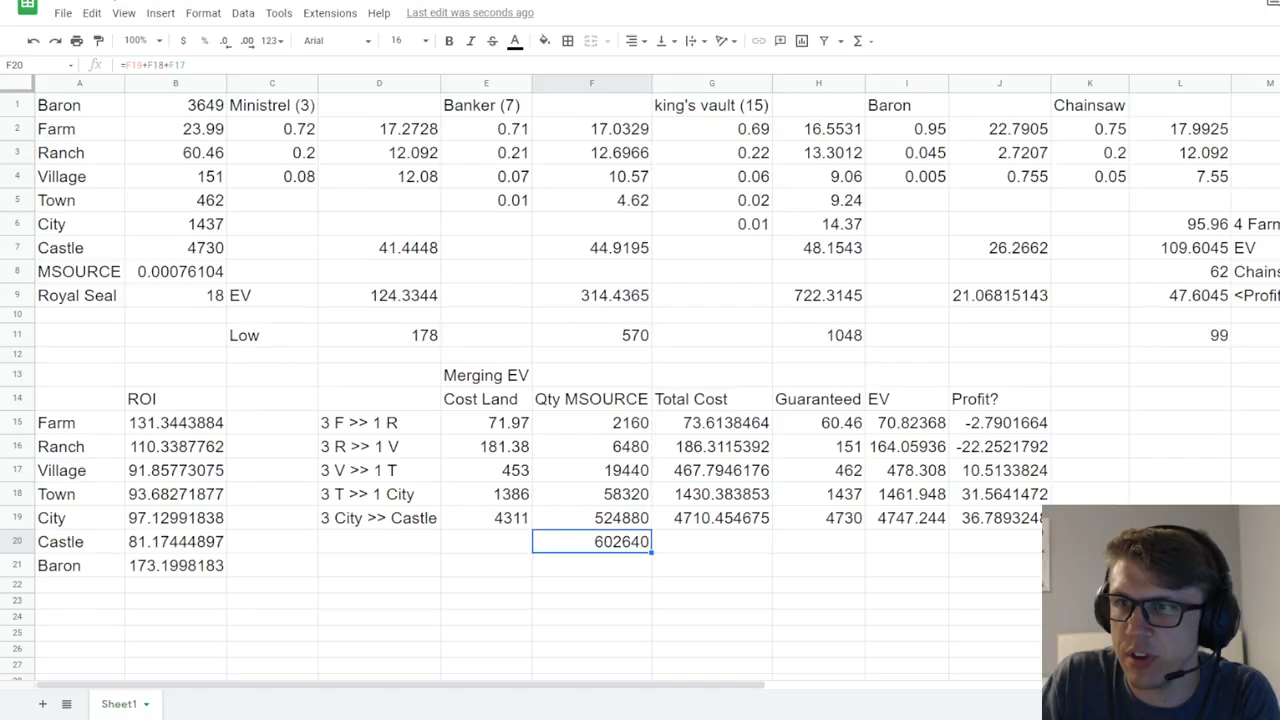 File Edit View Insert Format Data Tools Extensions Help Last edit was seconds ago
100% $ % .0 .00 123 Arial 16 B I S A
F20 fx =F19+F18+F17
A B C D E F G H I J K L M
1 Baron 3649 Ministrel (3) Banker (7) king's vault (15) Baron Chainsaw
2 Farm 23.99 0.72 17.2728 0.71 17.0329 0.69 16.5531 0.95 22.7905 0.75 17.9925
3 Ranch 60.46 0.2 12.092 0.21 12.6966 0.22 13.3012 0.045 2.7207 0.2 12.092
4 Village 151 0.08 12.08 0.07 10.57 0.06 9.06 0.005 0.755 0.05 7.55
5 Town 462 0.01 4.62 0.02 9.24
6 City 1437 0.01 14.37 95.96 4 Farm
7 Castle 4730 41.4448 44.9195 48.1543 26.2662 109.6045 EV
8 MSOURCE 0.00076104 62 Chains
9 Royal Seal 18 EV 124.3344 314.4365 722.3145 21.06815143 47.6045 <Profit
10
11 Low 178 570 1048 99
12
13 Merging EV
14 ROI Cost Land Qty MSOURCE Total Cost Guaranteed EV Profit?
15 Farm 131.3443884 3 F >> 1 R 71.97 2160 73.6138464 60.46 70.82368 -2.7901664
16 Ranch 110.3387762 3 R >> 1 V 181.38 6480 186.3115392 151 164.05936 -22.2521792
17 Village 91.85773075 3 V >> 1 T 453 19440 467.7946176 462 478.308 10.5133824
18 Town 93.68271877 3 T >> 1 City 1386 58320 1430.383853 1437 1461.948 31.5641472
19 City 97.12991838 3 City >> Castle 4311 524880 4710.454675 4730 4747.244 36.7893248
20 Castle 81.17444897 602640
21 Baron 173.1998183
22
23
24
25
26
27
28
Sheet1